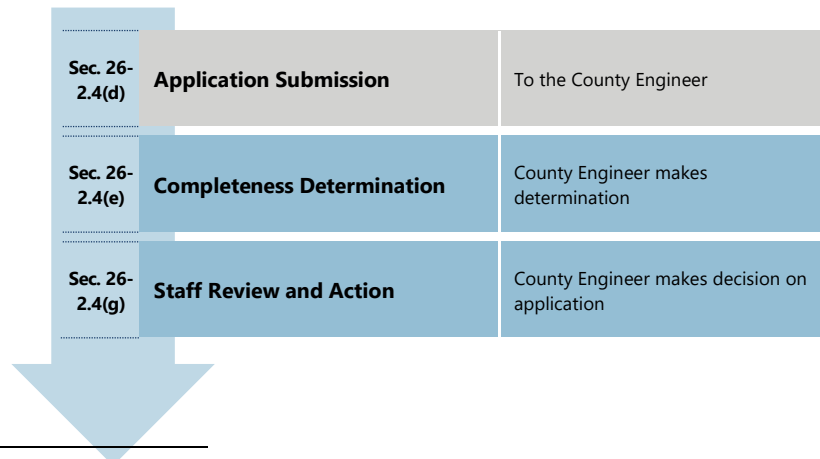 Sec. 26-
2.4(d)
Application Submission
To the County Engineer
Sec. 26-
2.4(e)
Completeness Determination
County Engineer makes
determination
Sec. 26-
2.4(g)
Staff Review and Action
County Engineer makes decision on
application